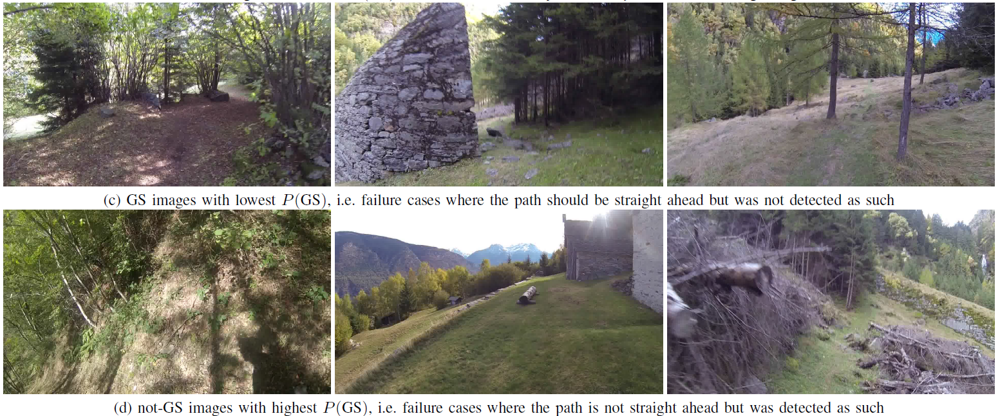 (c) GS images with lowest P(GS), i.e. failure cases where the path should be straight ahead but was not detected as such
(d) not-GS images with highest P(GS), i.e. failure cases where the path is not straight ahead but was detected as such